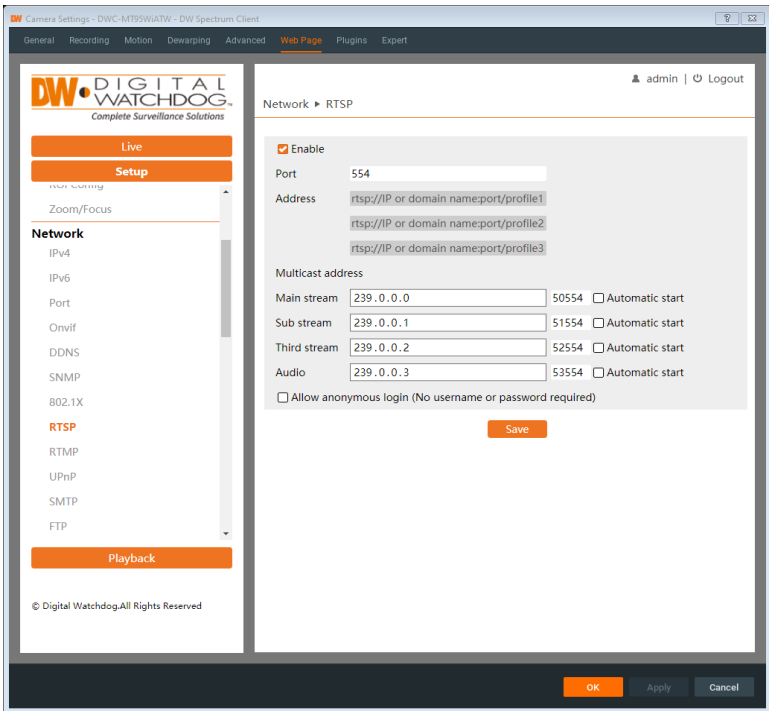 DW Camera Settings - DWC-MT95WiATW - DW Spectrum Client
General Recording Motion Dewarping Advanced Web Page Plugins Expert
DW DIGITAL WATCHDOG
Complete Surveillance Solutions
Live
Setup
ROI Config
Zoom/Focus
Network
IPv4
IPv6
Port
Onvif
DDNS
SNMP
802.1X
RTSP
RTMP
UPnP
SMTP
FTP
Playback
© Digital Watchdog.All Rights Reserved
admin | Logout
Network ▸ RTSP
Enable
Port 554
Address rtsp://IP or domain name:port/profile1
rtsp://IP or domain name:port/profile2
rtsp://IP or domain name:port/profile3
Multicast address
Main stream 239.0.0.0 50554 Automatic start
Sub stream 239.0.0.1 51554 Automatic start
Third stream 239.0.0.2 52554 Automatic start
Audio 239.0.0.3 53554 Automatic start
Allow anonymous login (No username or password required)
Save
OK Apply Cancel